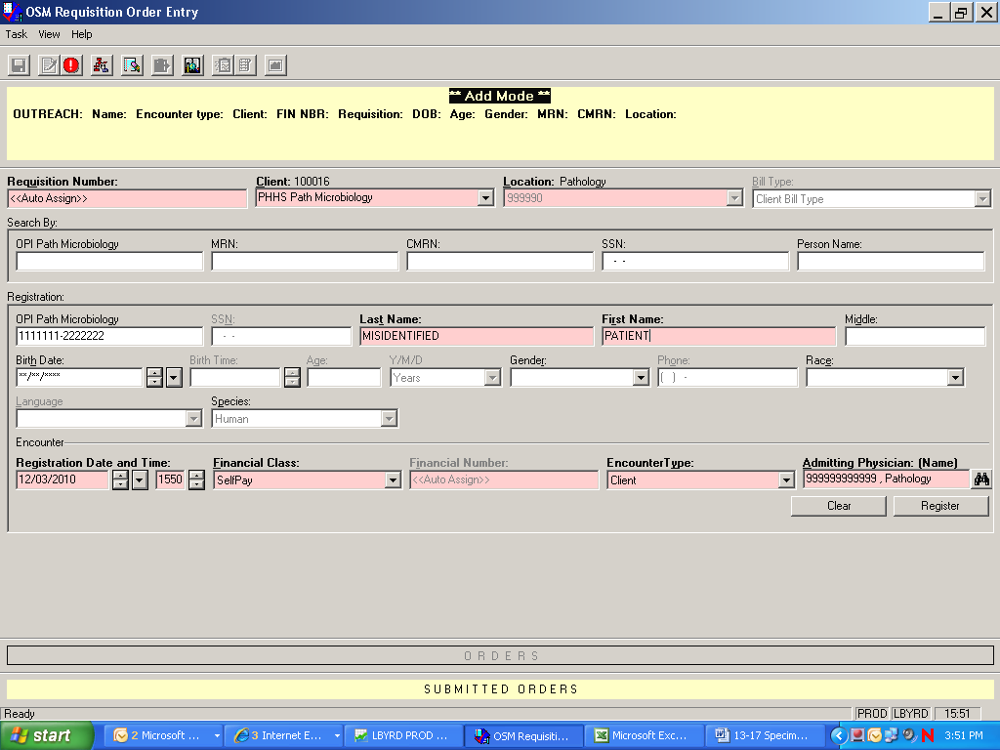 OSM Requisition Order Entry
Task View Help
** Add Mode **
OUTREACH: Name: Encounter type: Client: FIN NBR: Requisition: DOB: Age: Gender: MRN: CMRN: Location:
Requisition Number: Client: 100016 Location: Pathology Bill Type:
<<Auto Assign>> PHHS Path Microbiology 999990 Client Bill Type
Search By:
OPI Path Microbiology MRN: CMRN: SSN: Person Name:
- -
Registration:
OPI Path Microbiology SSN: Last Name: First Name: Middle:
1111111-2222222 - - MISIDENTIFIED PATIENT
Birth Date: Birth Time: Age: Y/M/D Gender: Phone: Race:
**/**/**** Years ( ) -
Language Species:
Human
Encounter
Registration Date and Time: Financial Class: Financial Number: EncounterType: Admitting Physician: (Name)
12/03/2010 1550 SelfPay <<Auto Assign>> Client 999999999999 , Pathology
Clear Register
ORDERS
SUBMITTED ORDERS
Ready PROD LBYRD 15:51
start 2 Microsoft ... 3 Internet E... LBYRD PROD ... OSM Requisiti... Microsoft Exc... 13-17 Specim... N 3:51 PM